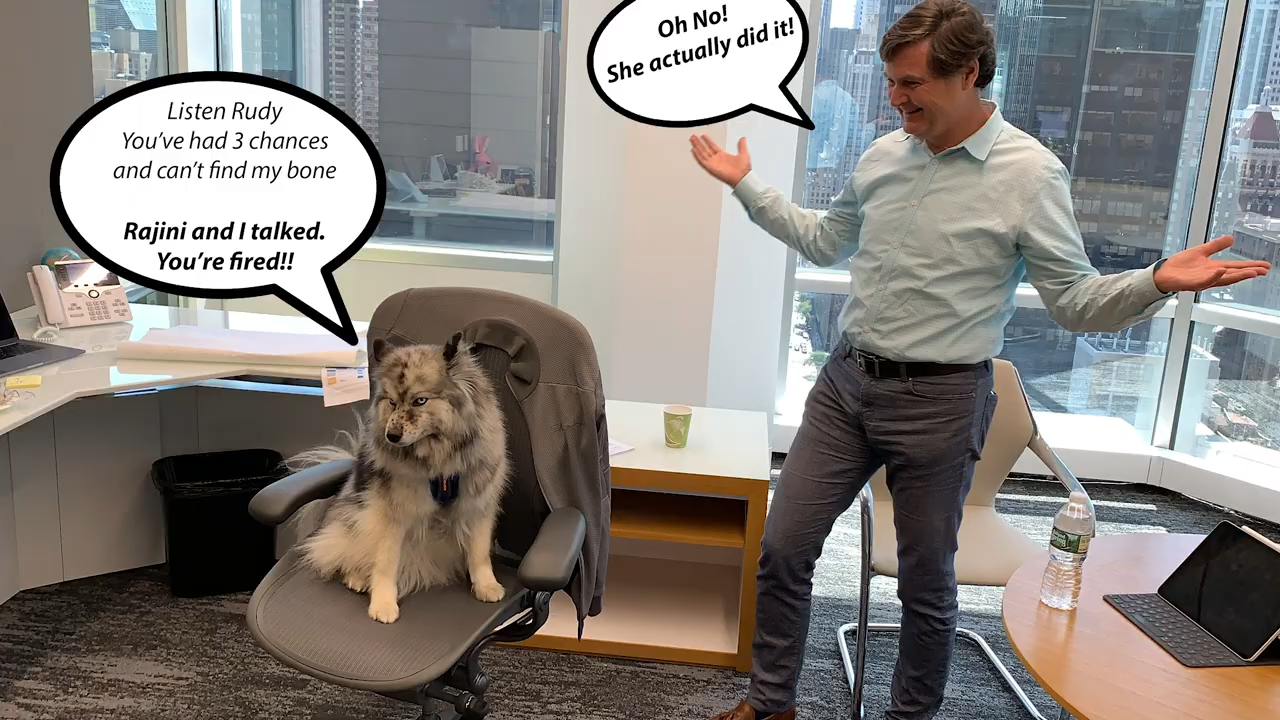 Listen Rudy
You've had 3 chances
and can't find my bone
Rajini and I talked.
You're fired!!
Oh No!
She actually did it!